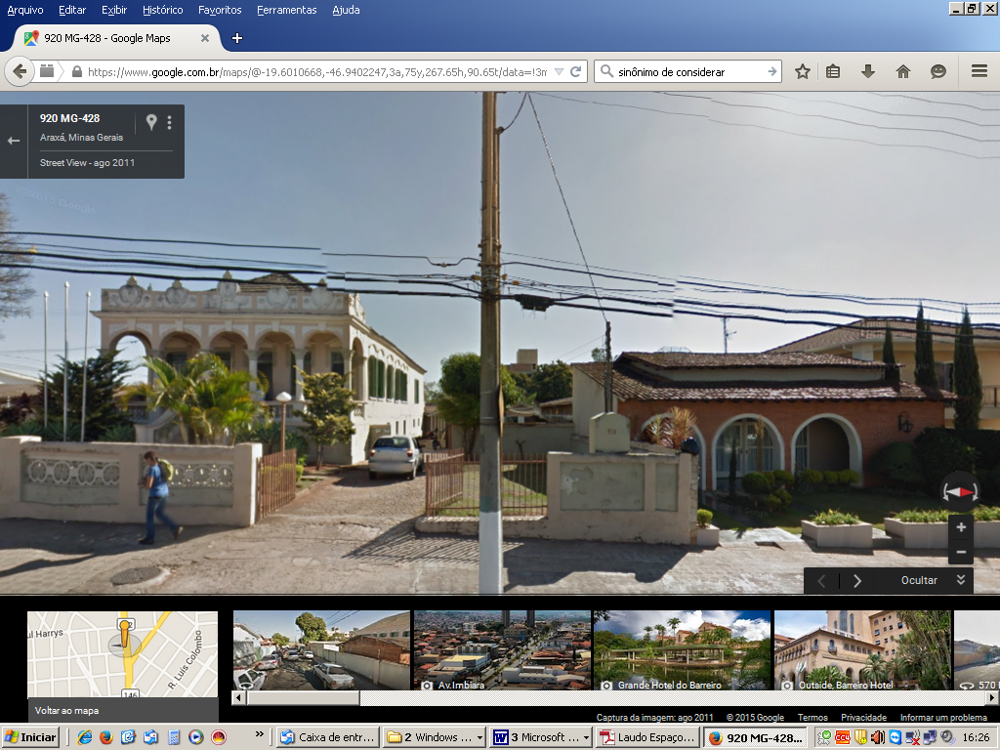 Arquivo Editar Exibir Histórico Favoritos Ferramentas Ajuda
920 MG-428 - Google Maps
https://www.google.com.br/maps/@-19.6010668,-46.9402247,3a,75y,267.65h,90.65t/data=!3m
sinônimo de considerar
920 MG-428
Araxá, Minas Gerais
Street View - ago 2011
Ocultar
ul Harrys
R. Luis Colombo
146
Voltar ao mapa
Av.Imbiara
Grande Hotel do Barreiro
Outside, Barreiro Hotel
570
Captura da imagem: ago 2011 © 2015 Google Termos Privacidade Informar um problema
Iniciar
Caixa de entr...
2 Windows ...
3 Microsoft ...
Laudo Espaço...
920 MG-428...
16:26